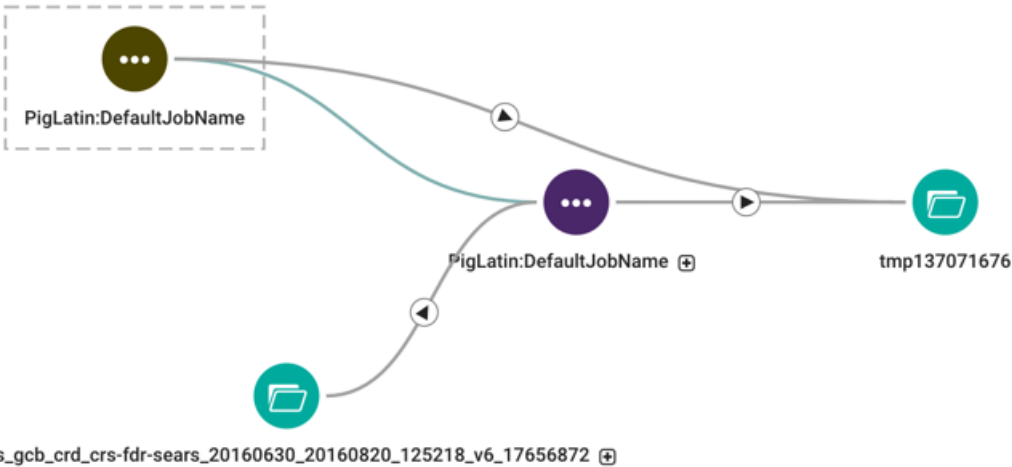 PigLatin:DefaultJobName
PigLatin:DefaultJobName
tmp137071676
s_gcb_crd_crs-fdr-sears_20160630_20160820_125218_v6_17656872